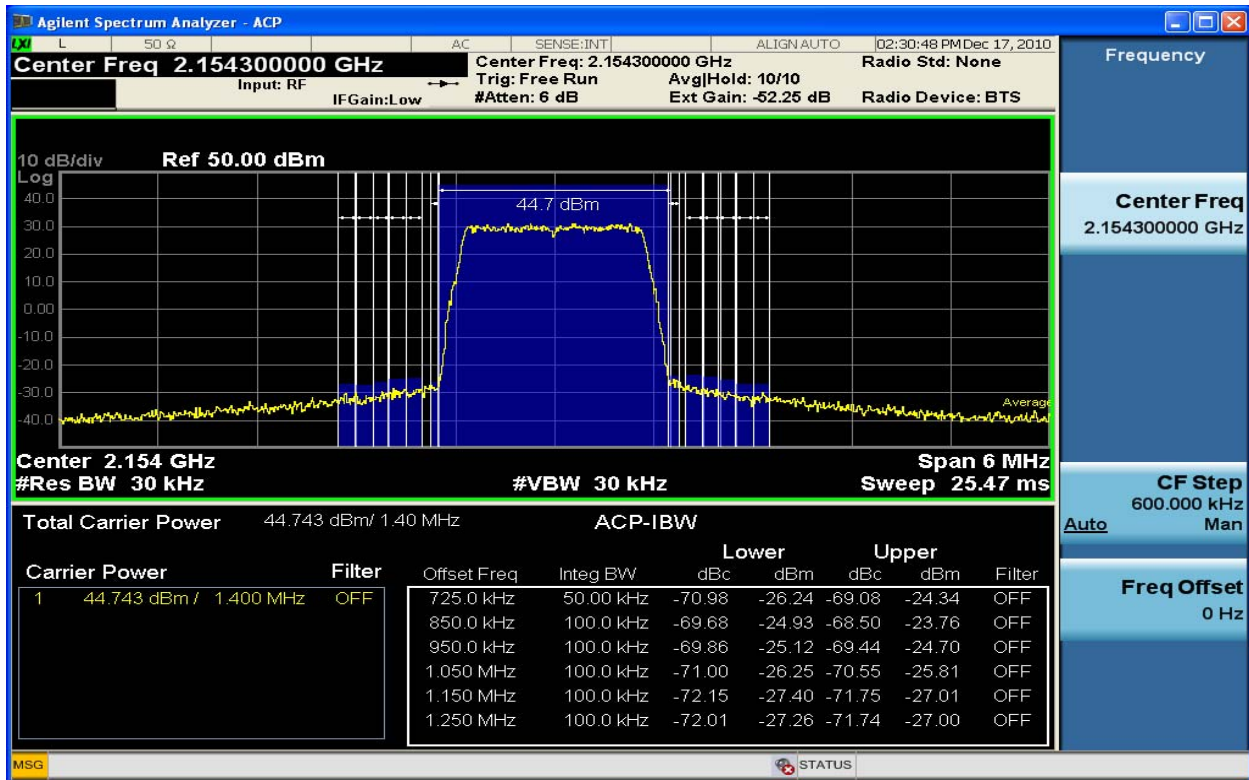 Agilent Spectrum Analyzer - ACP
LXI L 50 Ω AC SENSE:INT ALIGN AUTO 02:30:48 PM Dec 17, 2010
Center Freq 2.154300000 GHz
Input: RF
IFGain:Low
Center Freq: 2.154300000 GHz
Trig: Free Run Avg|Hold: 10/10
#Atten: 6 dB Ext Gain: -52.25 dB
Radio Std: None
Radio Device: BTS
10 dB/div Ref 50.00 dBm
Log
40.0
30.0
20.0
10.0
0.00
-10.0
-20.0
-30.0
-40.0
44.7 dBm
Average
Center 2.154 GHz Span 6 MHz
#Res BW 30 kHz #VBW 30 kHz Sweep 25.47 ms
Total Carrier Power 44.743 dBm/ 1.40 MHz ACP-IBW
Lower Upper
Carrier Power Filter
1 44.743 dBm / 1.400 MHz OFF
Offset Freq Integ BW dBc dBm dBc dBm Filter
725.0 kHz 50.00 kHz -70.98 -26.24 -69.08 -24.34 OFF
850.0 kHz 100.0 kHz -69.68 -24.93 -68.50 -23.76 OFF
950.0 kHz 100.0 kHz -69.86 -25.12 -69.44 -24.70 OFF
1.050 MHz 100.0 kHz -71.00 -26.25 -70.55 -25.81 OFF
1.150 MHz 100.0 kHz -72.15 -27.40 -71.75 -27.01 OFF
1.250 MHz 100.0 kHz -72.01 -27.26 -71.74 -27.00 OFF
MSG STATUS
Frequency
Center Freq
2.154300000 GHz
CF Step
600.000 kHz
Auto Man
Freq Offset
0 Hz